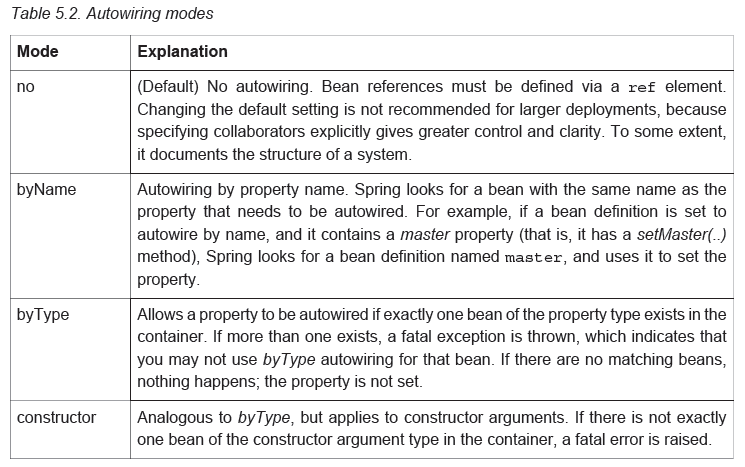 Table 5.2. Autowiring modes
Mode Explanation
no (Default) No autowiring. Bean references must be defined via a ref element.
Changing the default setting is not recommended for larger deployments, because
specifying collaborators explicitly gives greater control and clarity. To some extent,
it documents the structure of a system.
byName Autowiring by property name. Spring looks for a bean with the same name as the
property that needs to be autowired. For example, if a bean definition is set to
autowire by name, and it contains a master property (that is, it has a setMaster(..)
method), Spring looks for a bean definition named master, and uses it to set the
property.
byType Allows a property to be autowired if exactly one bean of the property type exists in the
container. If more than one exists, a fatal exception is thrown, which indicates that
you may not use byType autowiring for that bean. If there are no matching beans,
nothing happens; the property is not set.
constructor Analogous to byType, but applies to constructor arguments. If there is not exactly
one bean of the constructor argument type in the container, a fatal error is raised.